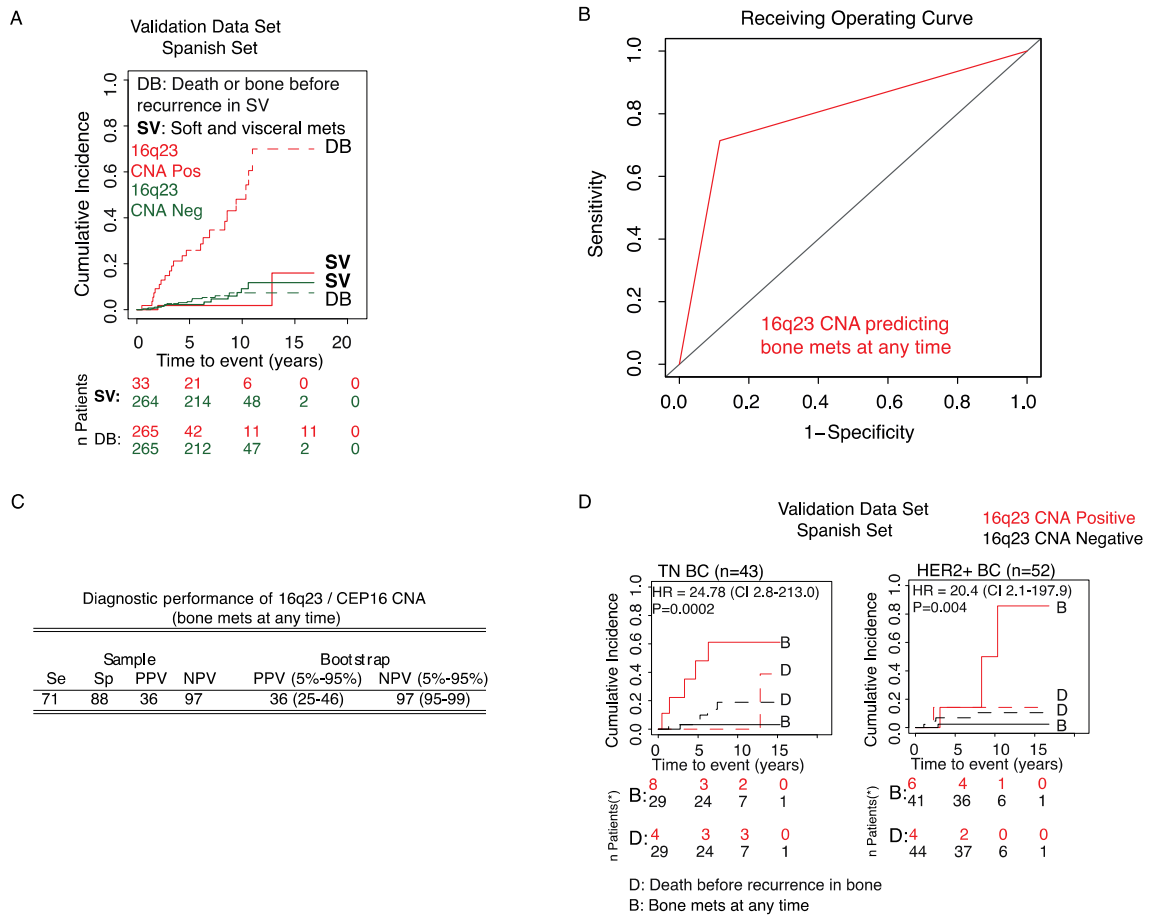 A
Validation Data Set
Spanish Set
DB: Death or bone before
recurrence in SV
SV: Soft and visceral mets
16q23
CNA Pos
16q23
CNA Neg
DB
SV
SV
DB
Cumulative Incidence
0.0 0.2 0.4 0.6 0.8 1.0
0 5 10 15 20
Time to event (years)
n Patients
SV:
33 21 6 0 0
264 214 48 2 0
DB:
265 42 11 11 0
265 212 47 2 0
B
Receiving Operating Curve
Sensitivity
0.0 0.2 0.4 0.6 0.8 1.0
16q23 CNA predicting
bone mets at any time
0.0 0.2 0.4 0.6 0.8 1.0
1−Specificity
C
Diagnostic performance of 16q23 / CEP16 CNA
(bone mets at any time)
Sample Bootstrap
Se Sp PPV NPV PPV (5%-95%) NPV (5%-95%)
71 88 36 97 36 (25-46) 97 (95-99)
D
Validation Data Set
Spanish Set
16q23 CNA Positive
16q23 CNA Negative
TN BC (n=43)
HR = 24.78 (CI 2.8-213.0)
P=0.0002
B
D
D
B
Cumulative Incidence
0.0 0.2 0.4 0.6 0.8 1.0
0 5 10 15
Time to event (years)
n Patients(*)
B:
8 3 2 0
29 24 7 1
D:
4 3 3 0
29 24 7 1
HER2+ BC (n=52)
HR = 20.4 (CI 2.1-197.9)
P=0.004
B
D
D
B
Cumulative Incidence
0.0 0.2 0.4 0.6 0.8 1.0
0 5 10 15
Time to event (years)
n Patients(*)
B:
6 4 1 0
41 36 6 1
D:
4 2 0 0
44 37 6 1
D: Death before recurrence in bone
B: Bone mets at any time